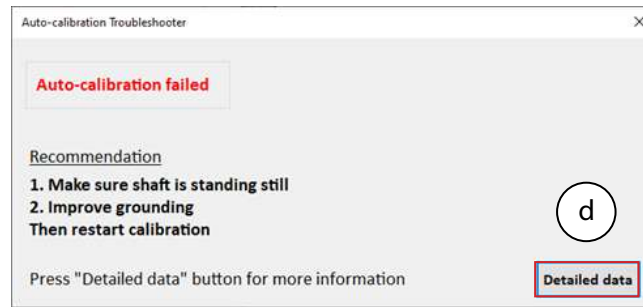 Auto-calibration Troubleshooter
Auto-calibration failed
Recommendation
1. Make sure shaft is standing still
2. Improve grounding
Then restart calibration
d
Press "Detailed data" button for more information
Detailed data